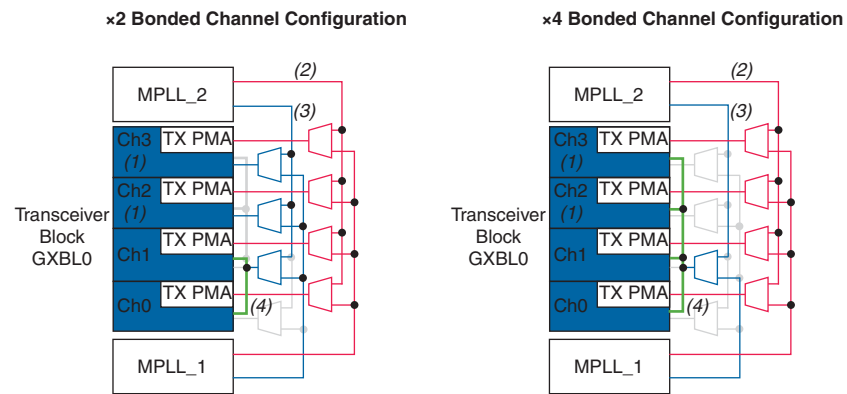 ×2 Bonded Channel Configuration
MPLL_2
(2)
(3)
Ch3
(1)
TX PMA
Ch2
(1)
TX PMA
Transceiver
Block
GXBL0
Ch1
TX PMA
Ch0
TX PMA
(4)
MPLL_1
×4 Bonded Channel Configuration
MPLL_2
(2)
(3)
Ch3
(1)
TX PMA
Ch2
(1)
TX PMA
Transceiver
Block
GXBL0
Ch1
TX PMA
Ch0
TX PMA
(4)
MPLL_1